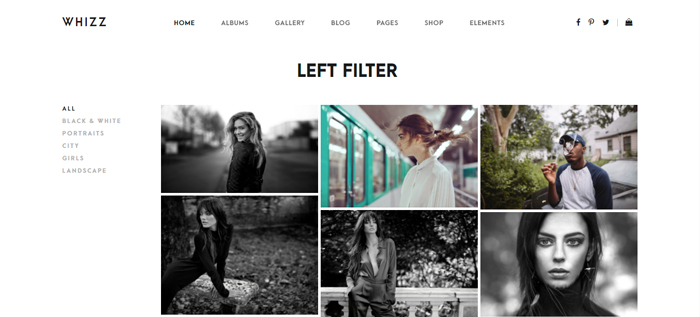 WHIZZ
HOME ALBUMS GALLERY BLOG PAGES SHOP ELEMENTS
LEFT FILTER
ALL
BLACK & WHITE
PORTRAITS
CITY
GIRLS
LANDSCAPE